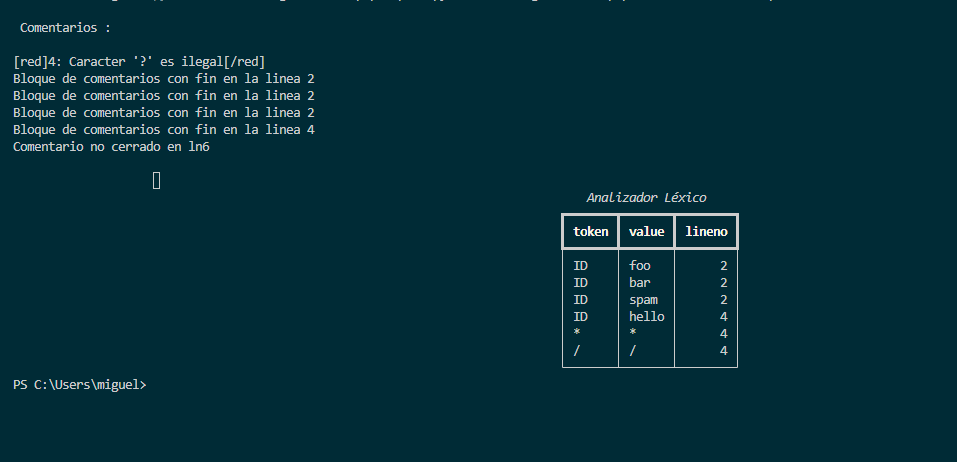 Comentarios :
[red]4: Caracter '?' es ilegal[/red]
Bloque de comentarios con fin en la linea 2
Bloque de comentarios con fin en la linea 2
Bloque de comentarios con fin en la linea 2
Bloque de comentarios con fin en la linea 4
Comentario no cerrado en ln6
Analizador Léxico
token value lineno
ID foo 2
ID bar 2
ID spam 2
ID hello 4
* * 4
/ / 4
PS C:\Users\miguel>